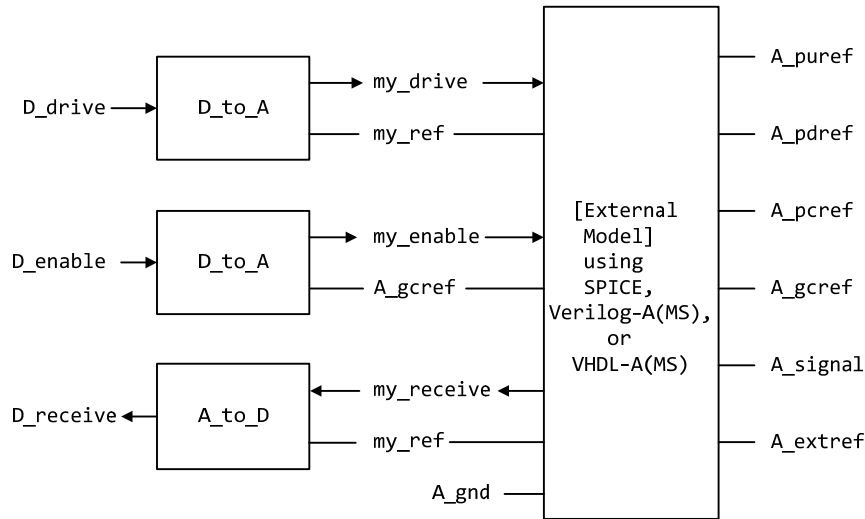 D_drive
D_to_A
my_drive
my_ref
D_enable
D_to_A
my_enable
A_gcref
D_receive
A_to_D
my_receive
my_ref
A_gnd
[External
Model]
using
SPICE,
Verilog-A(MS),
or
VHDL-A(MS)
A_puref
A_pdref
A_pcref
A_gcref
A_signal
A_extref